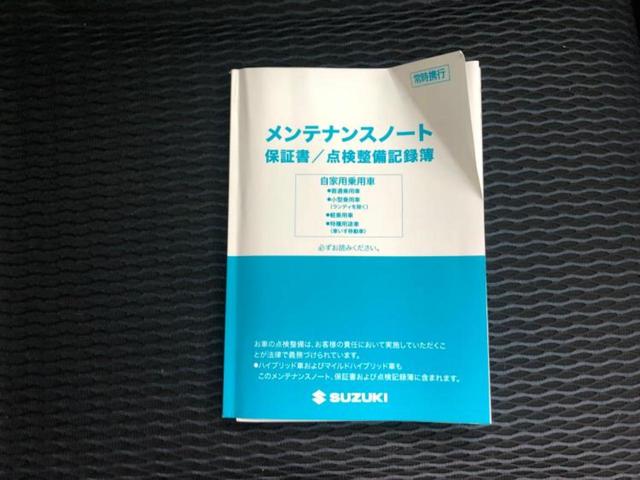 常時携行
メンテナンスノート
保証書／点検整備記録簿
自家用乗用車
●普通乗用車
●小型乗用車
(ランディを除く)
●軽乗用車
●特種用途車
(車いす移動車)
必ずお読みください。
お車の点検整備は、お客様の責任において実施していただくこ
とが法律で義務づけられています。
●ハイブリッド車およびマイルドハイブリッド車も
このメンテナンスノート、保証書および点検記録簿に含まれます。
SUZUKI